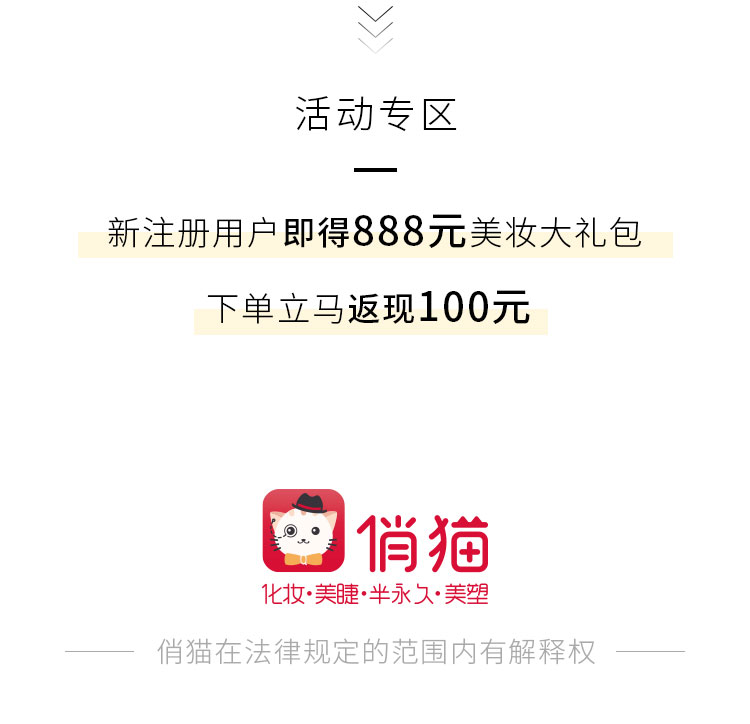 活动专区
新注册用户即得888元美妆大礼包
下单立马返现100元
俏猫
化妆·美睫·半永久·美塑
俏猫在法律规定的范围内有解释权